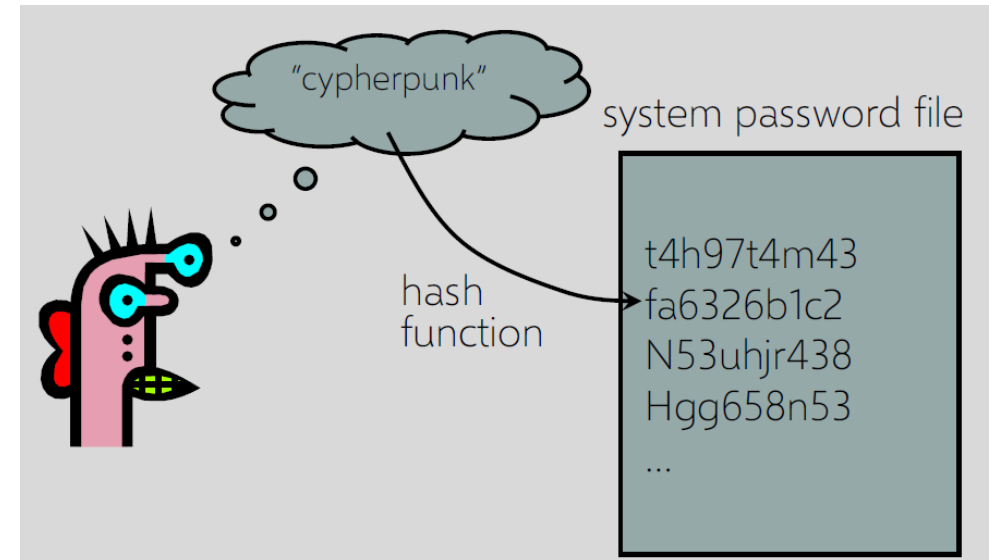 "cypherpunk"
system password file
hash
function
t4h97t4m43
fa6326b1c2
N53uhjr438
Hgg658n53
...